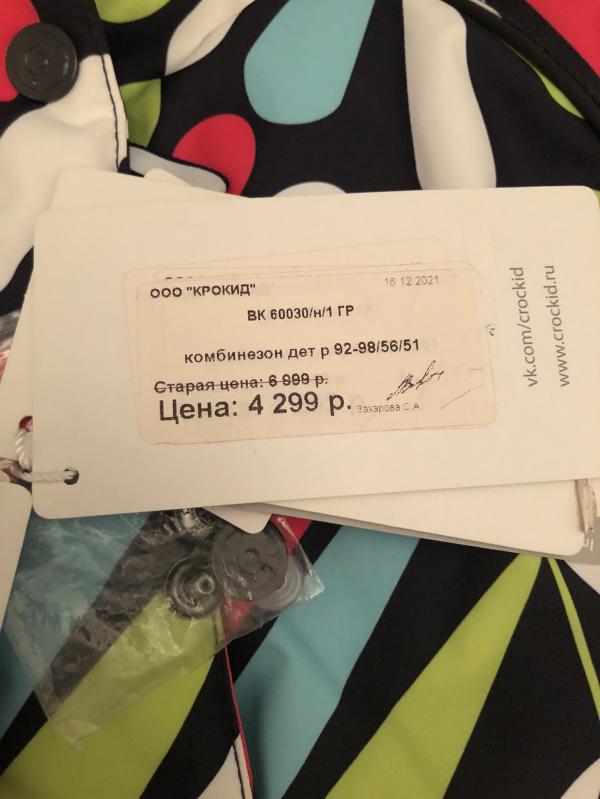 ООО "КРОКИД"
16 12 2021
ВК 60030/н/1 ГР
комбинезон дет р 92-98/56/51
Старая цена: 6 999 р.
Цена: 4 299 р.
Захарова С.А.
vk.com/crockid
www.crockid.ru